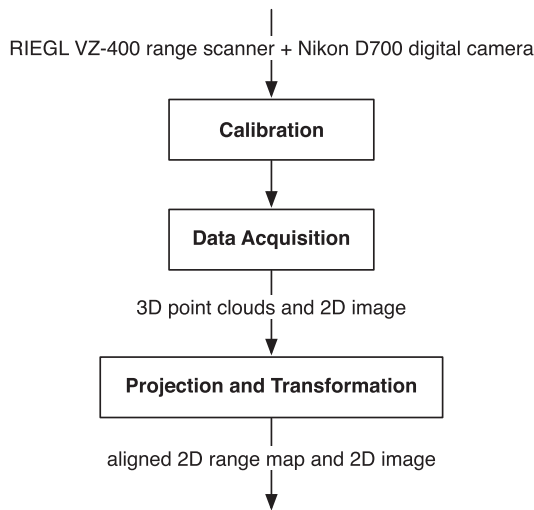 RIEGL VZ-400 range scanner + Nikon D700 digital camera
Calibration
Data Acquisition
3D point clouds and 2D image
Projection and Transformation
aligned 2D range map and 2D image